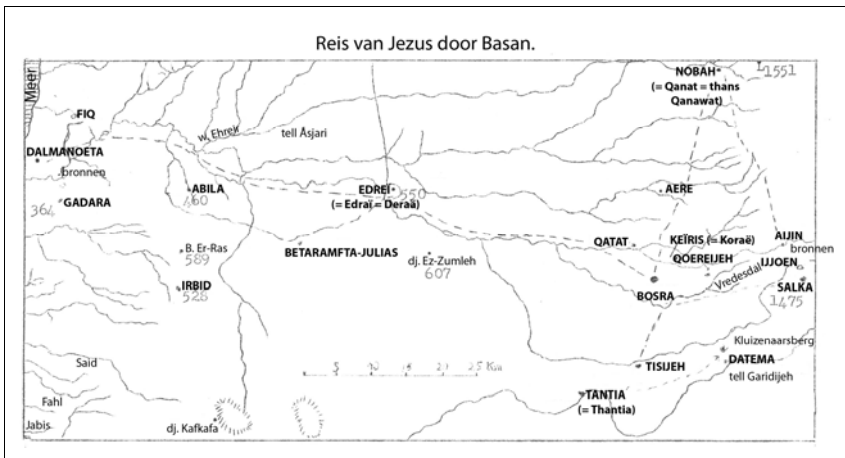 Reis van Jezus door Basan.
Meer
NOBAH
(= Qanat = thans
Qanawat)
1551
FIQ
w. Ehreir
tell Asjari
DALMANOETA
bronnen
ABILA
460
EDREÏ
550
(= Edraï = Deraä)
AERE
364
GADARA
QATAT
KEÏRIS (= Koraë)
QOEREIJEH
AIJIN
bronnen
B. Er-Ras
589
BETARAMFTA-JULIAS
dj. Ez-Zumleh
607
IJJOEN
Vredesdal
SALKA
1475
IRBID
528
BOSRA
Kluizenaarsberg
Said
5 10 15 20 25 Km
TISIJEH
DATEMA
tell Garidijeh
Fahl
TANTIA
(= Thantia)
Jabis
dj. Kafkafa